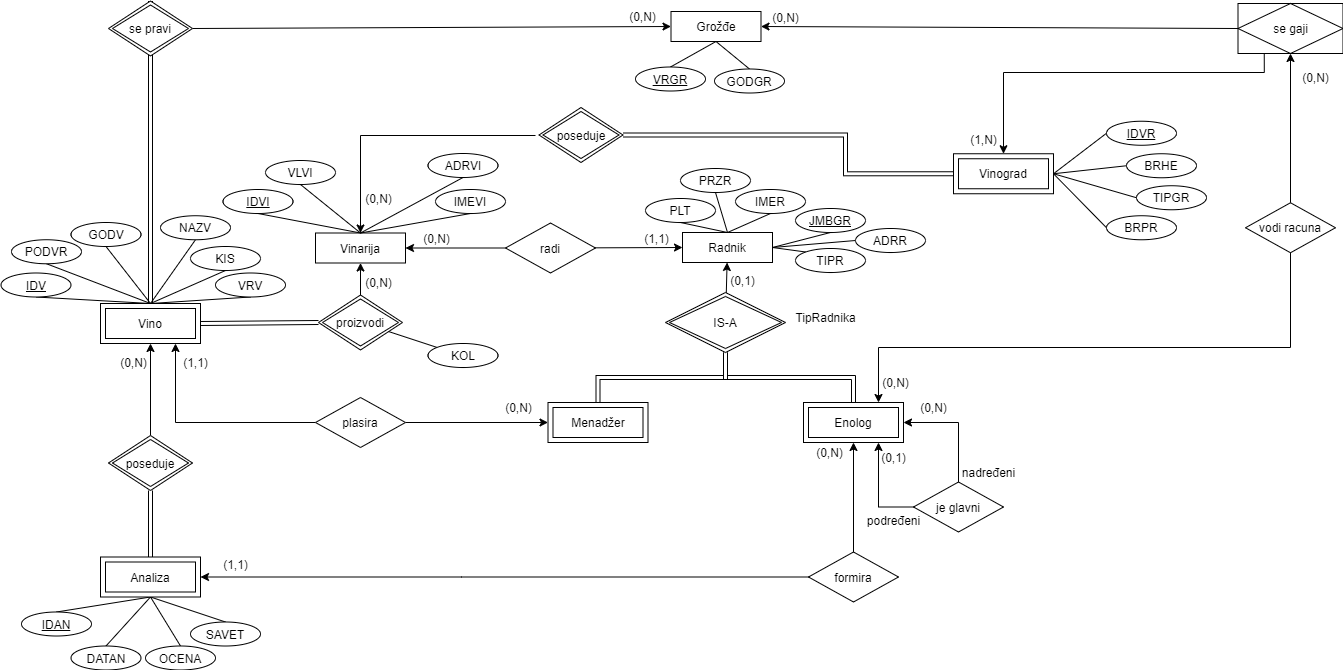 se pravi
(0,N)
Grožđe
(0,N)
se gaji
VRGR
GODGR
(0,N)
poseduje
(1,N)
IDVR
Vinograd
BRHE
TIPGR
BRPR
VLVI
ADRVI
IDVI
IMEVI
(0,N)
PRZR
PLT
IMER
JMBGR
ADRR
TIPR
Vinarija
(0,N)
radi
(1,1)
Radnik
vodi racuna
GODV
NAZV
PODVR
KIS
IDV
VRV
(0,N)
(0,1)
Vino
proizvodi
KOL
IS-A
TipRadnika
(0,N)
(1,1)
plasira
(0,N)
Menadžer
(0,N)
Enolog
(0,N)
(0,N)
(0,1)
nadređeni
je glavni
podređeni
poseduje
Analiza
(1,1)
formira
IDAN
DATAN
OCENA
SAVET